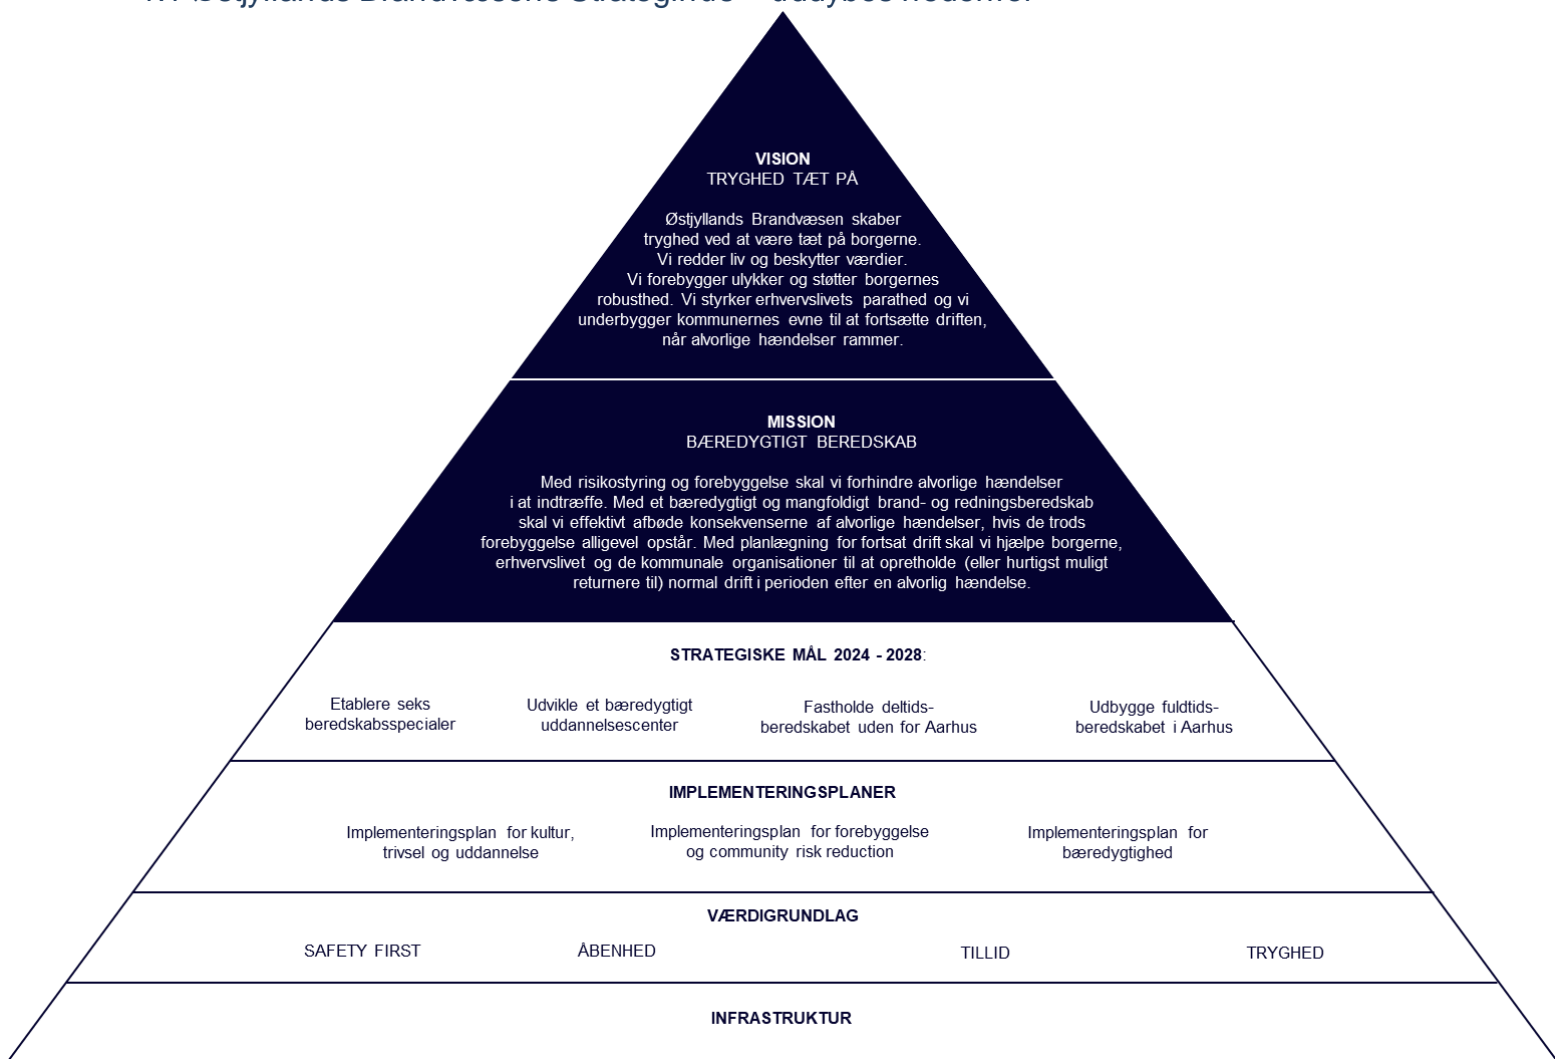 Østjyllands Brandvæsens
VISION
TRYGHED TÆT PÅ
Østjyllands Brandvæsen skaber
tryghed ved at være tæt på borgerne.
Vi redder liv og beskytter værdier.
Vi forebygger ulykker og støtter borgernes
robusthed. Vi styrker erhvervslivets parathed og vi
underbygger kommunernes evne til at fortsætte driften,
når alvorlige hændelser rammer.
MISSION
BÆREDYGTIGT BEREDSKAB
Med risikostyring og forebyggelse skal vi forhindre alvorlige hændelser
i at indtræffe. Med et bæredygtigt og mangfoldigt brand- og redningsberedskab
skal vi effektivt afbøde konsekvenserne af alvorlige hændelser, hvis de trods
forebyggelse alligevel opstår. Med planlægning for fortsat drift skal vi hjælpe borgerne,
erhvervslivet og de kommunale organisationer til at opretholde (eller hurtigst muligt
returnere til) normal drift i perioden efter en alvorlig hændelse.
STRATEGISKE MÅL 2024 - 2028:
Etablere seks
beredskabsspecialer
Udvikle et bæredygtigt
uddannelsescenter
Fastholde deltids-
beredskabet uden for Aarhus
Udbygge fuldtids-
beredskabet i Aarhus
IMPLEMENTERINGSPLANER
Implementeringsplan for kultur,
trivsel og uddannelse
Implementeringsplan for forebyggelse
og community risk reduction
Implementeringsplan for
bæredygtighed
VÆRDIGRUNDLAG
SAFETY FIRST ÅBENHED TILLID TRYGHED
INFRASTRUKTUR